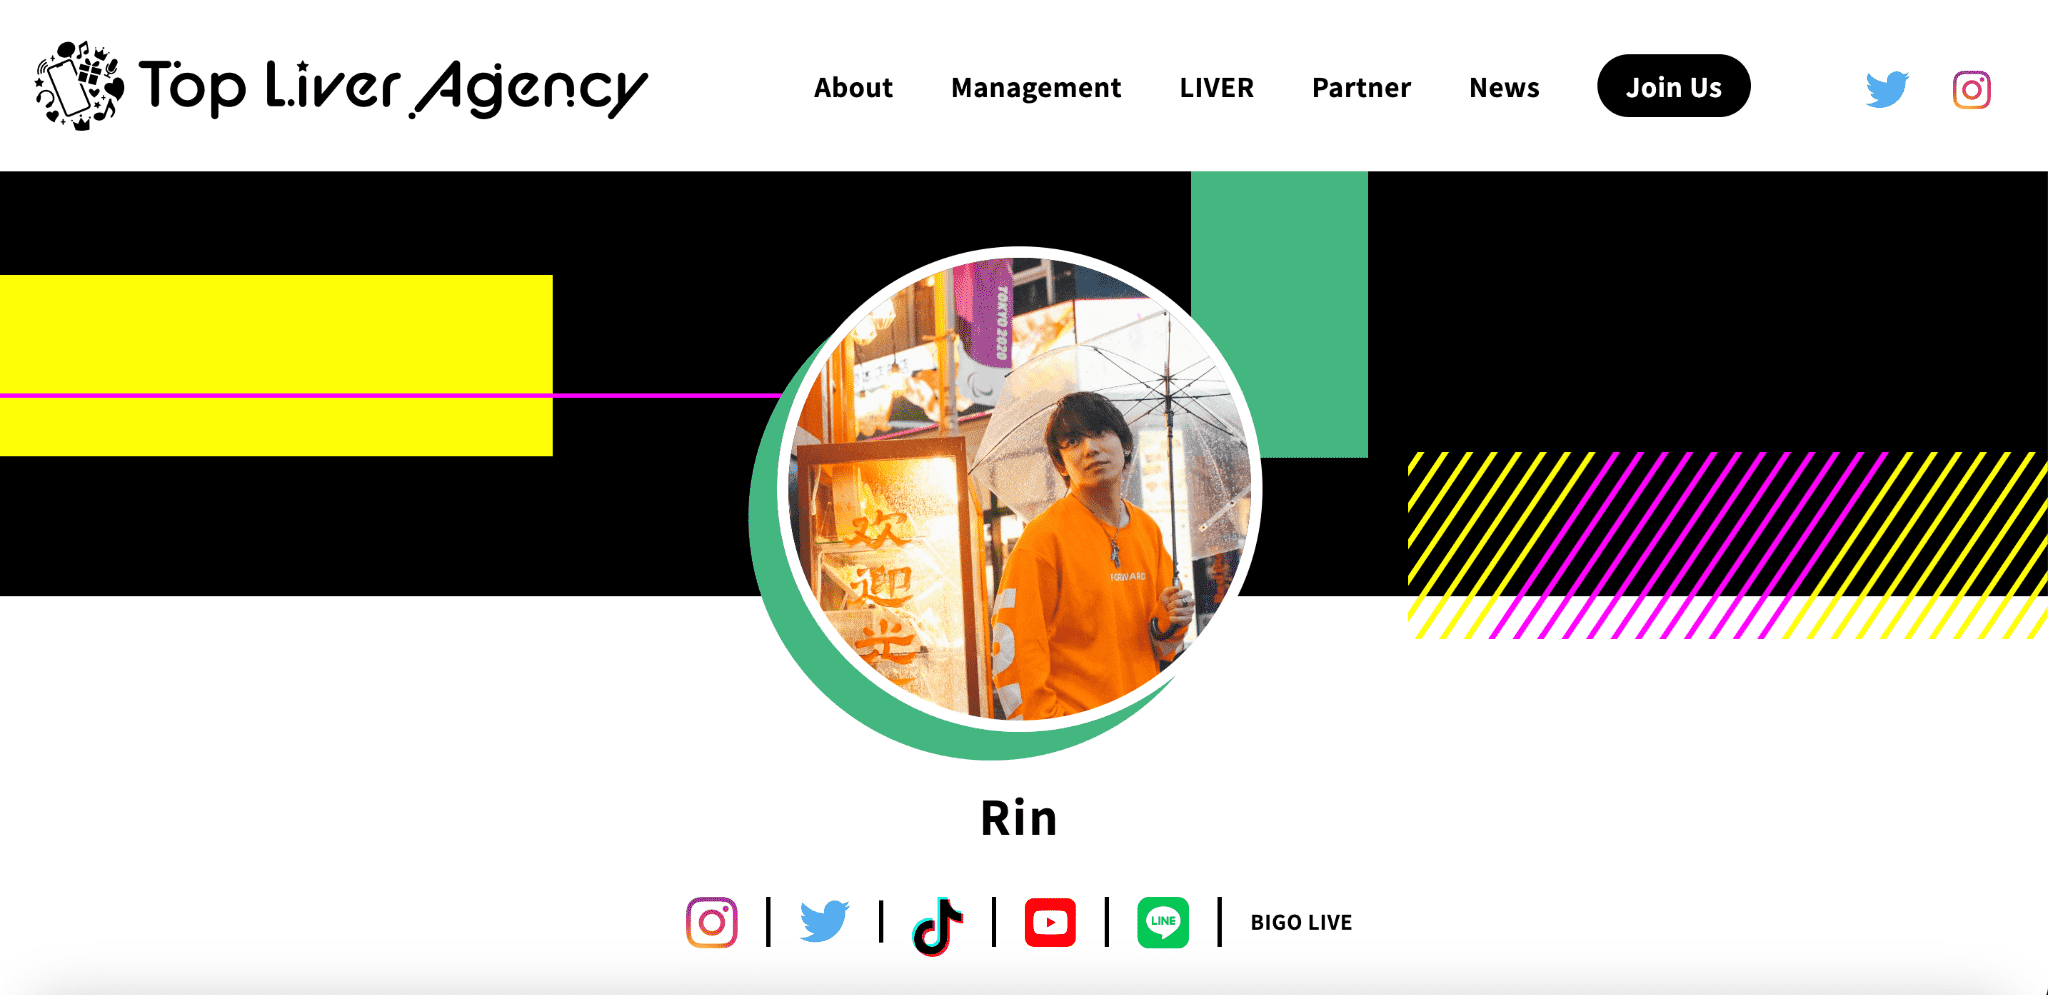 Top Liver Agency
About
Management
LIVER
Partner
News
Join Us
TOKYO 2020
欢
迎
光
FORWARD
Rin
LINE
BIGO LIVE